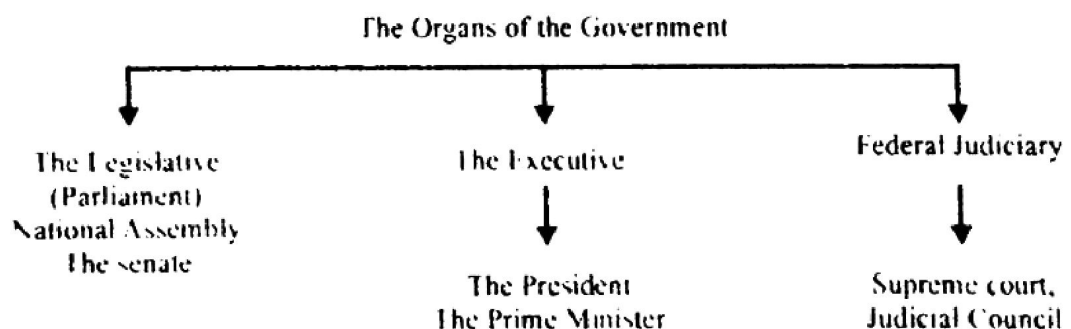 The Organs of the Government
The Legislative
(Parliament)
National Assembly
The senate
The Executive
The President
The Prime Minister
Federal Judiciary
Supreme court,
Judicial Council